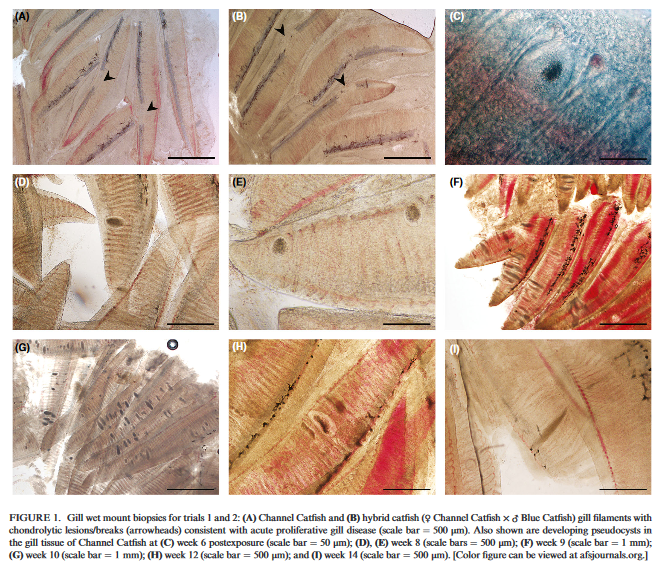 (A)
(B)
(C)
(D)
(E)
(F)
(G)
(H)
(I)
FIGURE 1. Gill wet mount biopsies for trials 1 and 2: (A) Channel Catfish and (B) hybrid catfish (♀ Channel Catfish × ♂ Blue Catfish) gill filaments with
chondrolytic lesions/breaks (arrowheads) consistent with acute proliferative gill disease (scale bar = 500 μm). Also shown are developing pseudocysts in
the gill tissue of Channel Catfish at (C) week 6 postexposure (scale bar = 50 μm); (D), (E) week 8 (scale bars = 500 μm); (F) week 9 (scale bar = 1 mm);
(G) week 10 (scale bar = 1 mm); (H) week 12 (scale bar = 500 μm); and (I) week 14 (scale bar = 500 μm). [Color figure can be viewed at afsjournals.org.]